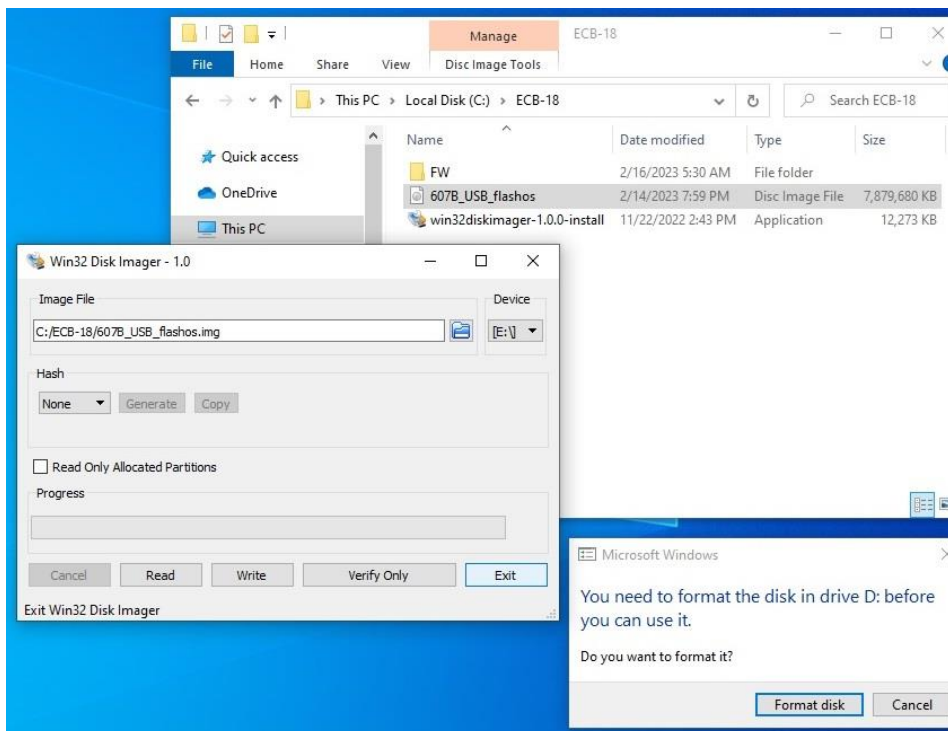 Manage
ECB-18
File Home Share View Disc Image Tools
This PC > Local Disk (C:) > ECB-18
Search ECB-18
Name Date modified Type Size
Quick access
OneDrive
This PC
FW 2/16/2023 5:30 AM File folder
607B_USB_flashos 2/14/2023 7:59 PM Disc Image File 7,879,680 KB
win32diskimager-1.0.0-install 11/22/2022 2:43 PM Application 12,273 KB
Win32 Disk Imager - 1.0
Image File Device
C:/ECB-18/607B_USB_flashos.img [E:\]
Hash
None Generate Copy
Read Only Allocated Partitions
Progress
Cancel Read Write Verify Only Exit
Exit Win32 Disk Imager
Microsoft Windows
You need to format the disk in drive D: before
you can use it.
Do you want to format it?
Format disk Cancel